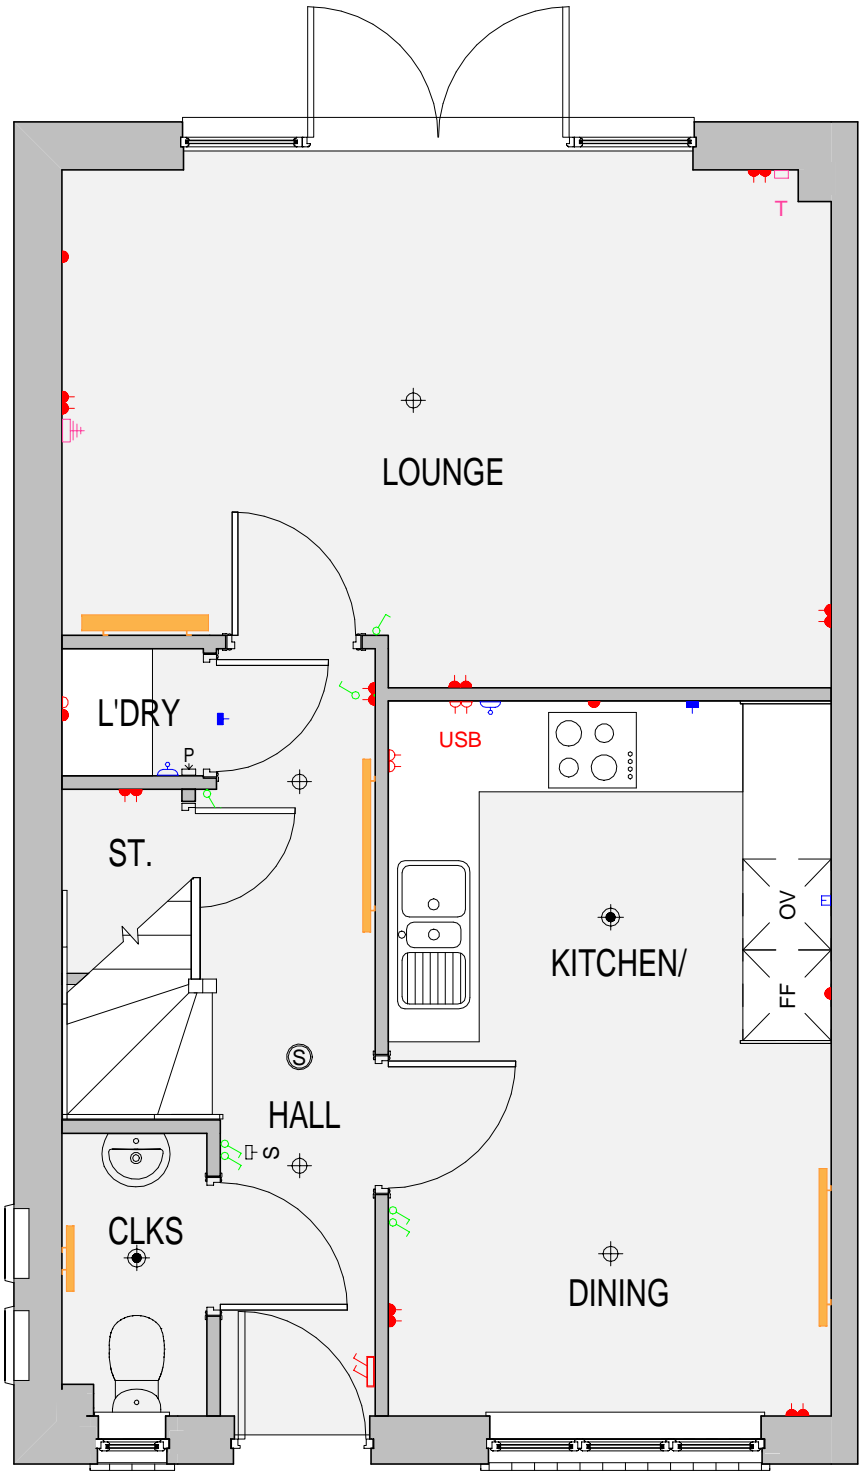 T
LOUNGE
L'DRY
P
USB
ST.
OV
KITCHEN/
FF
S
HALL
S
CLKS
DINING